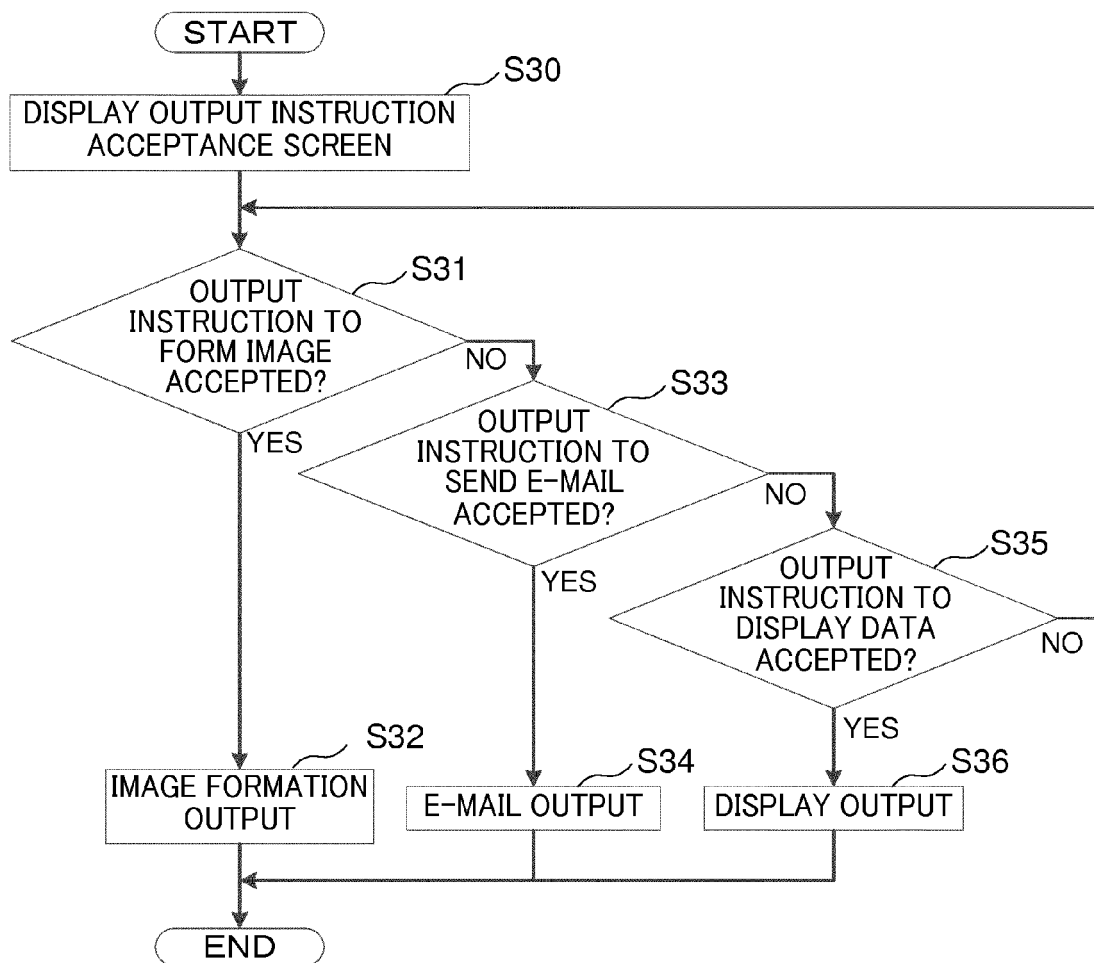 START
S30
DISPLAY OUTPUT INSTRUCTION
ACCEPTANCE SCREEN
S31
OUTPUT
INSTRUCTION TO
FORM IMAGE
ACCEPTED?
NO
YES
S33
OUTPUT
INSTRUCTION TO
SEND E-MAIL
ACCEPTED?
NO
YES
S35
OUTPUT
INSTRUCTION TO
DISPLAY DATA
ACCEPTED?
NO
YES
S32
IMAGE FORMATION
OUTPUT
S34
E-MAIL OUTPUT
S36
DISPLAY OUTPUT
END